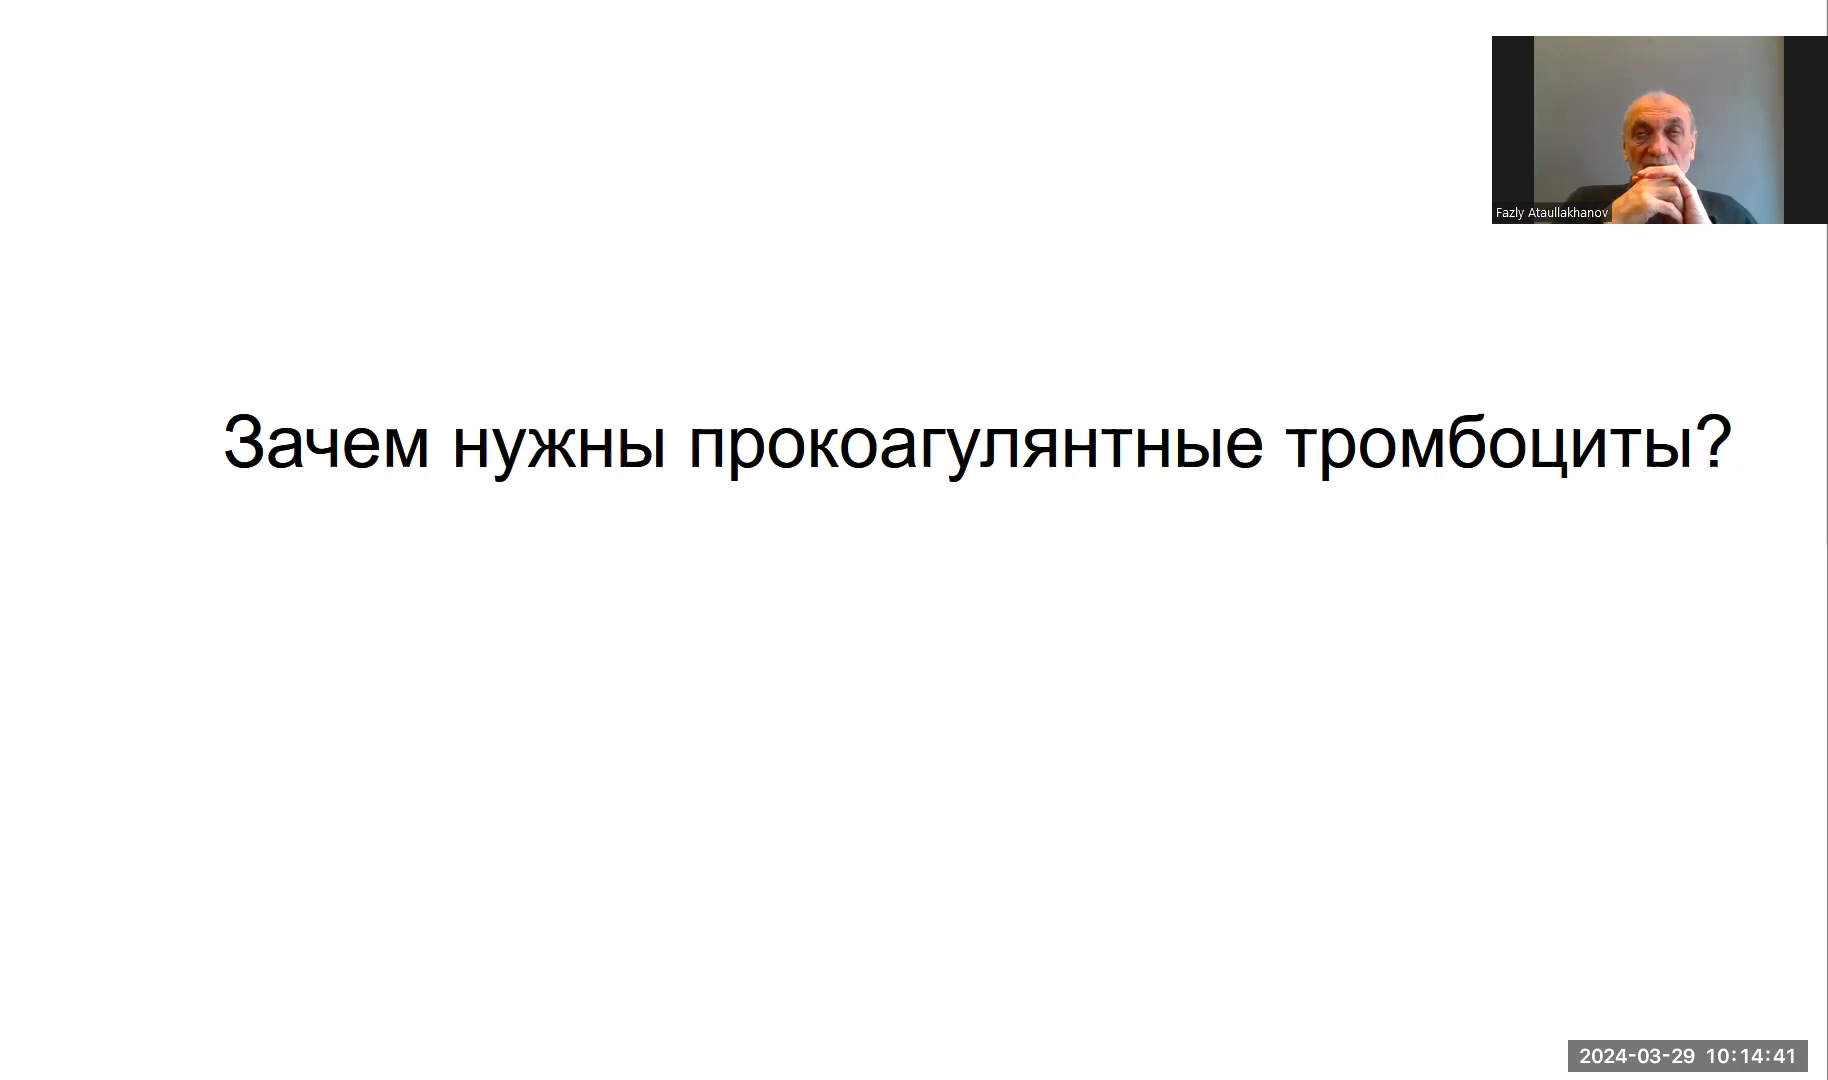 Fazly Ataullakhanov
Зачем нужны прокоагулянтные тромбоциты?
2024-03-29 10:14:41